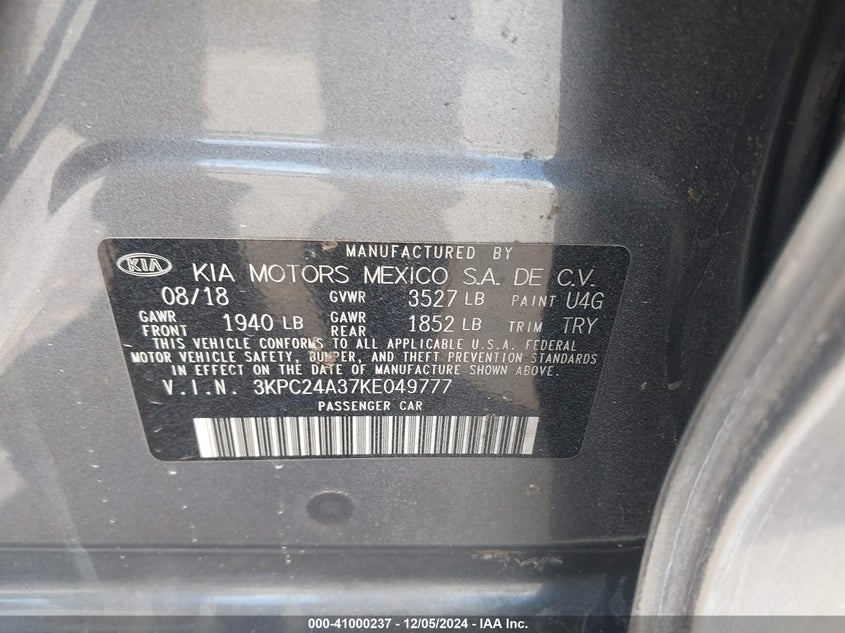 MANUFACTURED BY
KIA KIA MOTORS MEXICO S.A. DE C.V.
08/18 GVWR 3527 LB PAINT U4G
GAWR FRONT 1940 LB GAWR REAR 1852 LB TRIM TRY
THIS VEHICLE CONFORMS TO ALL APPLICABLE U.S.A. FEDERAL
MOTOR VEHICLE SAFETY, BUMPER, AND THEFT PREVENTION STANDARDS
IN EFFECT ON THE DATE OF MANUFACTURE SHOWN ABOVE.
V.I.N. 3KPC24A37KE049777
PASSENGER CAR
000-41000237 - 12/05/2024 - IAA Inc.